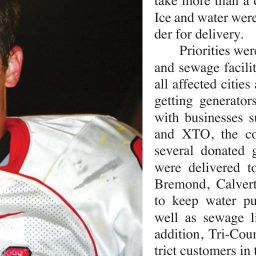 take more than a
Ice and water were
der for delivery.
Priorities were
and sewage facilit
all affected cities a
getting generators
with businesses su
and XTO, the co
several donated g
were delivered to
Bremond, Calvert
to keep water pu
well as sewage li
addition, Tri-Coun
trict customers in t